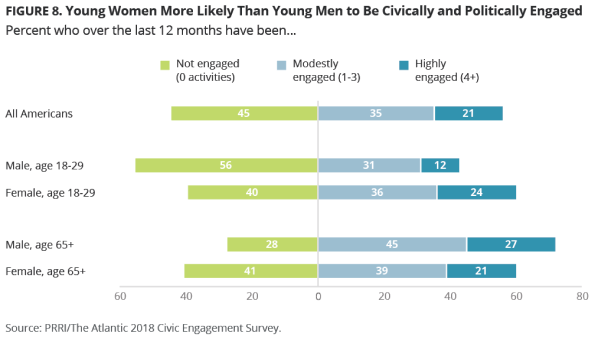 FIGURE 8. Young Women More Likely Than Young Men to Be Civically and Politically Engaged
Percent who over the last 12 months have been...
Not engaged (0 activities)
Modestly engaged (1-3)
Highly engaged (4+)
All Americans 45 35 21
Male, age 18-29 56 31 12
Female, age 18-29 40 36 24
Male, age 65+ 28 45 27
Female, age 65+ 41 39 21
60 40 20 0 20 40 60 80
Source: PRRI/The Atlantic 2018 Civic Engagement Survey.